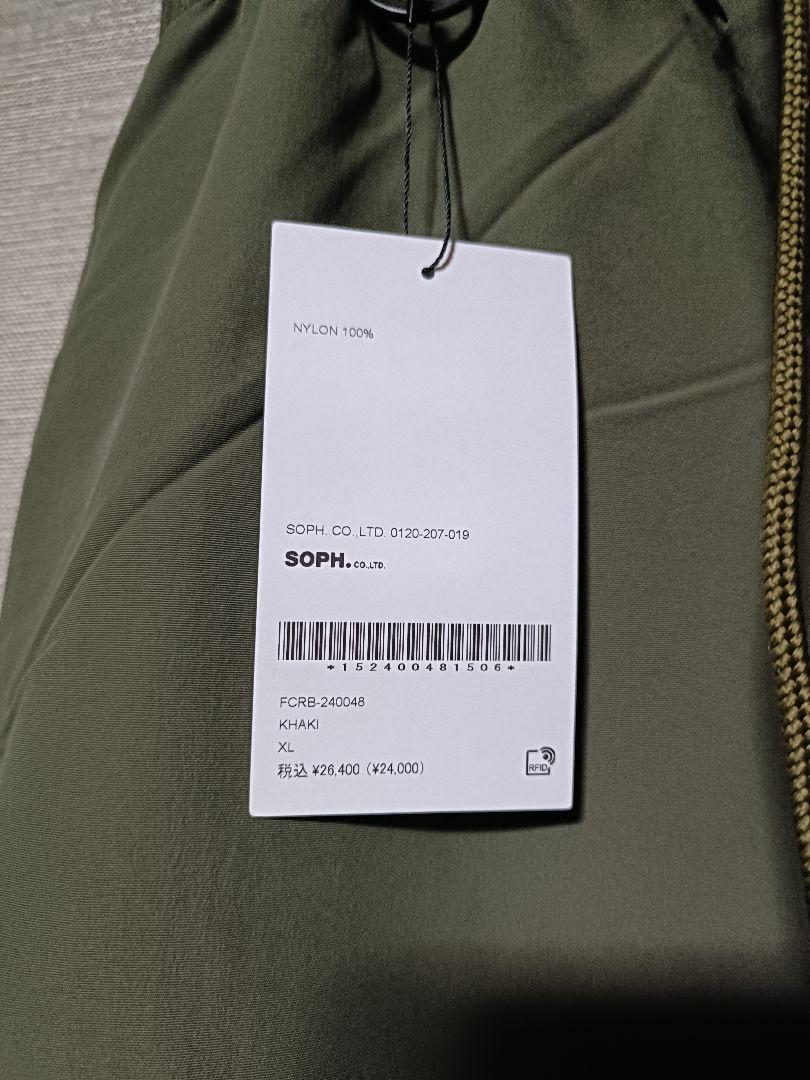 NYLON 100%
SOPH. CO.,LTD. 0120-207-019
SOPH. CO.,LTD.
*152400481506*
FCRB-240048
KHAKI
XL
税込 ¥26,400 (¥24,000)
RFID